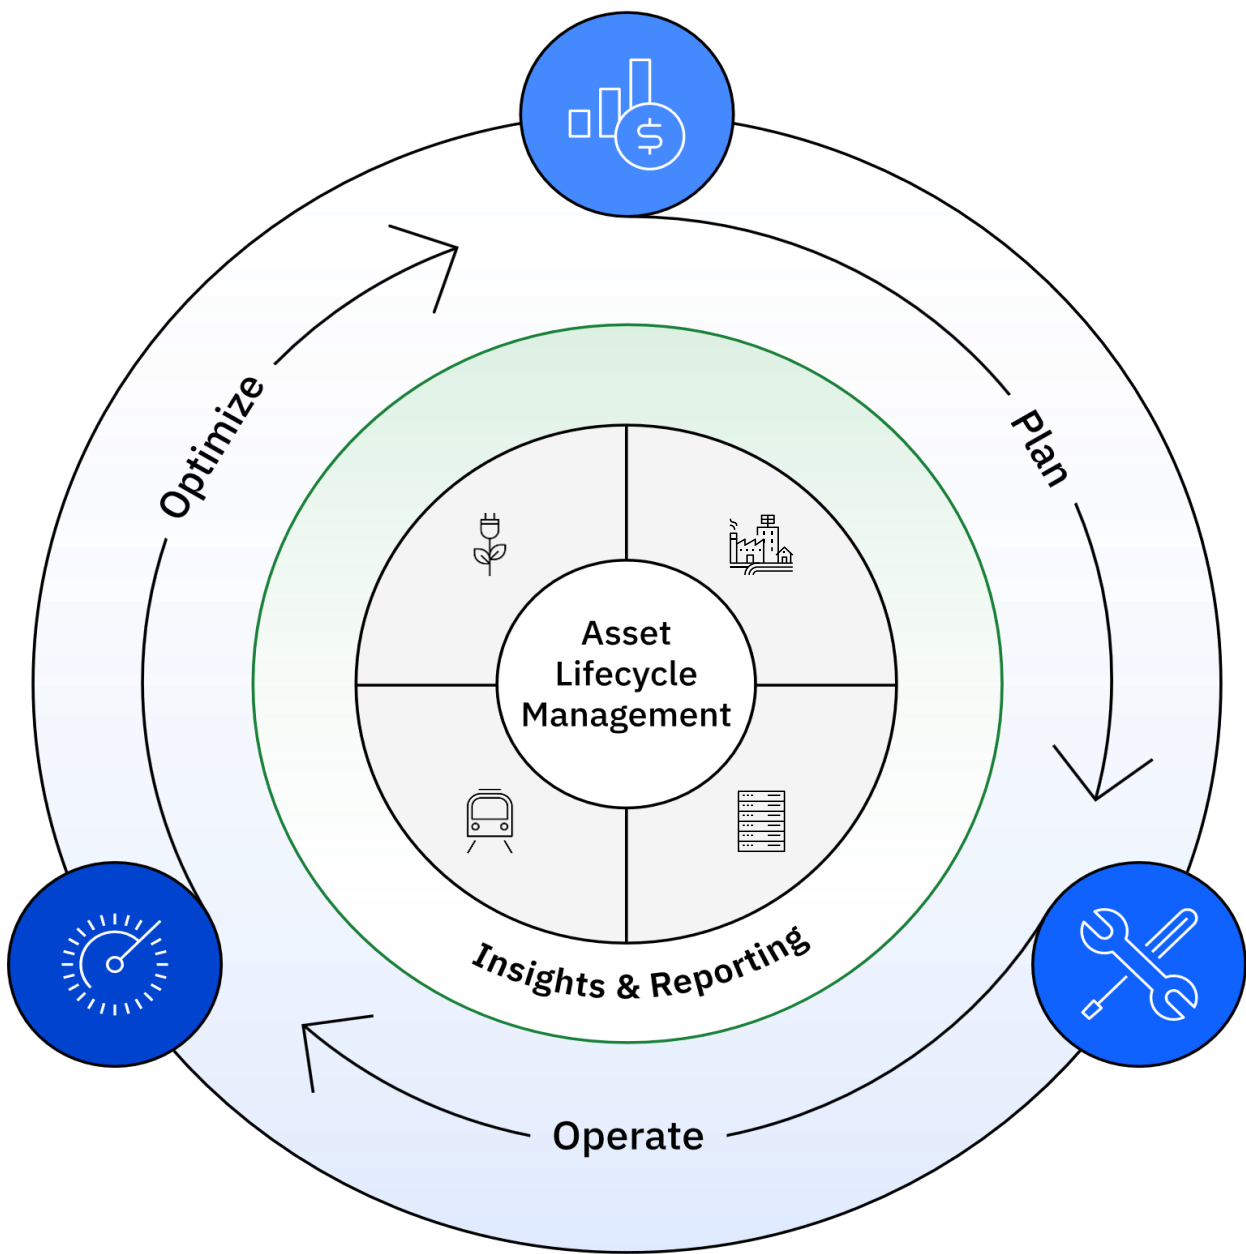 Optimize
Plan
Asset
Lifecycle
Management
Insights & Reporting
Operate
$